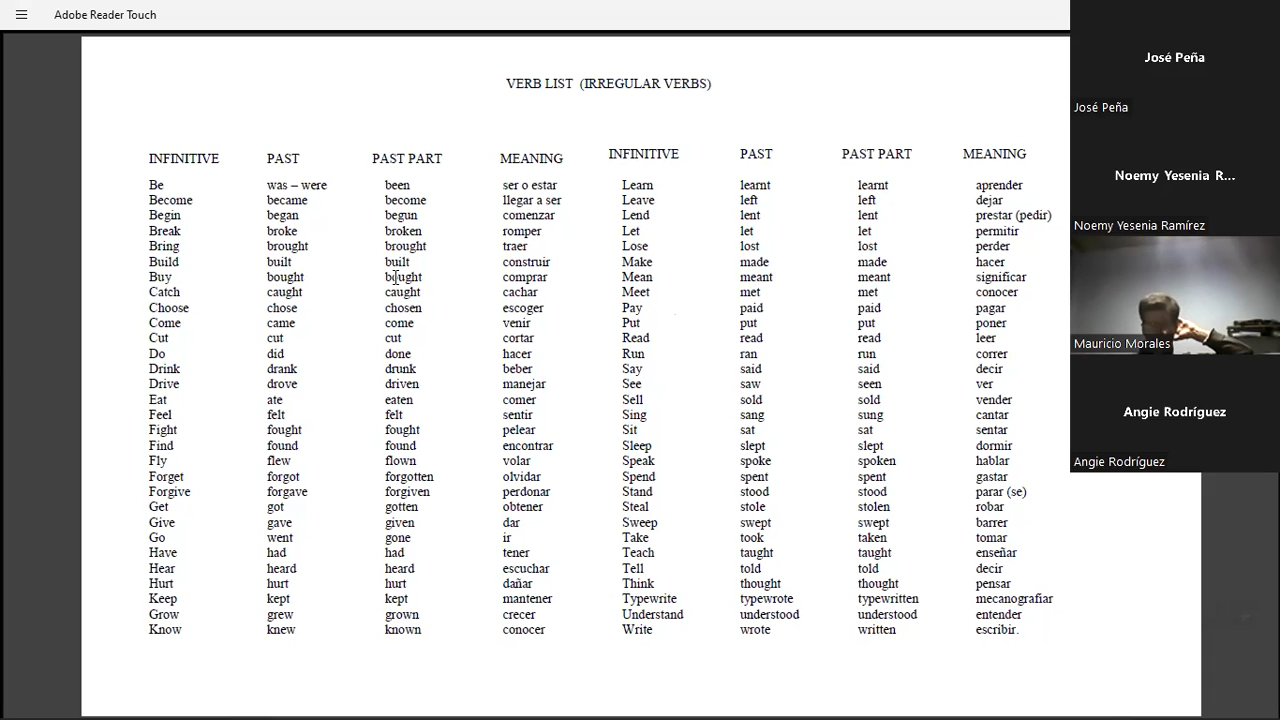 Adobe Reader Touch
VERB LIST (IRREGULAR VERBS)
INFINITIVE PAST PAST PART MEANING INFINITIVE PAST PAST PART MEANING
Be was – were been ser o estar Learn learnt learnt aprender
Become became become llegar a ser Leave left left dejar
Begin began begun comenzar Lend lent lent prestar (pedir)
Break broke broken romper Let let let permitir
Bring brought brought traer Lose lost lost perder
Build built built construir Make made made hacer
Buy bought bought comprar Mean meant meant significar
Catch caught caught cachar Meet met met conocer
Choose chose chosen escoger Pay paid paid pagar
Come came come venir Put put put poner
Cut cut cut cortar Read read read leer
Do did done hacer Run ran run correr
Drink drank drunk beber Say said said decir
Drive drove driven manejar See saw seen ver
Eat ate eaten comer Sell sold sold vender
Feel felt felt sentir Sing sang sung cantar
Fight fought fought pelear Sit sat sat sentar
Find found found encontrar Sleep slept slept dormir
Fly flew flown volar Speak spoke spoken hablar
Forget forgot forgotten olvidar Spend spent spent gastar
Forgive forgave forgiven perdonar Stand stood stood parar (se)
Get got gotten obtener Steal stole stolen robar
Give gave given dar Sweep swept swept barrer
Go went gone ir Take took taken tomar
Have had had tener Teach taught taught enseñar
Hear heard heard escuchar Tell told told decir
Hurt hurt hurt dañar Think thought thought pensar
Keep kept kept mantener Typewrite typewrote typewritten mecanografiar
Grow grew grown crecer Understand understood understood entender
Know knew known conocer Write wrote written escribir.
José Peña
José Peña
Noemy Yesenia R...
Noemy Yesenia Ramírez
Mauricio Morales
Angie Rodríguez
Angie Rodríguez